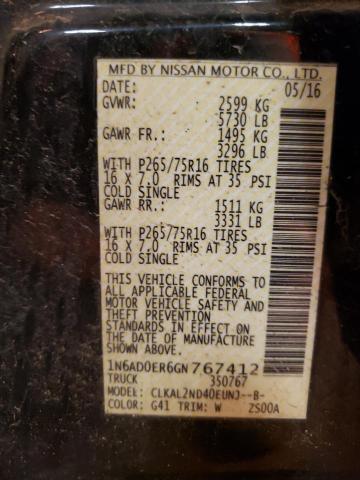 MFD BY NISSAN MOTOR CO., LTD.
DATE: 05/16
GVWR: 2599 KG
5730 LB
GAWR FR: 1495 KG
3296 LB
WITH P265/75R16 TIRES
16 X 7.0 RIMS AT 35 PSI
COLD SINGLE
GAWR RR: 1511 KG
3331 LB
WITH P265/75R16 TIRES
16 X 7.0 RIMS AT 35 PSI
COLD SINGLE
THIS VEHICLE CONFORMS TO
ALL APPLICABLE FEDERAL
MOTOR VEHICLE SAFETY AND
THEFT PREVENTION
STANDARDS IN EFFECT ON
THE DATE OF MANUFACTURE
SHOWN ABOVE.
1N6AD0ER6GN767412
TRUCK 350767
MODEL: CLKAL2ND40EUNJ--B-
COLOR: G41 TRIM: W ZS00A